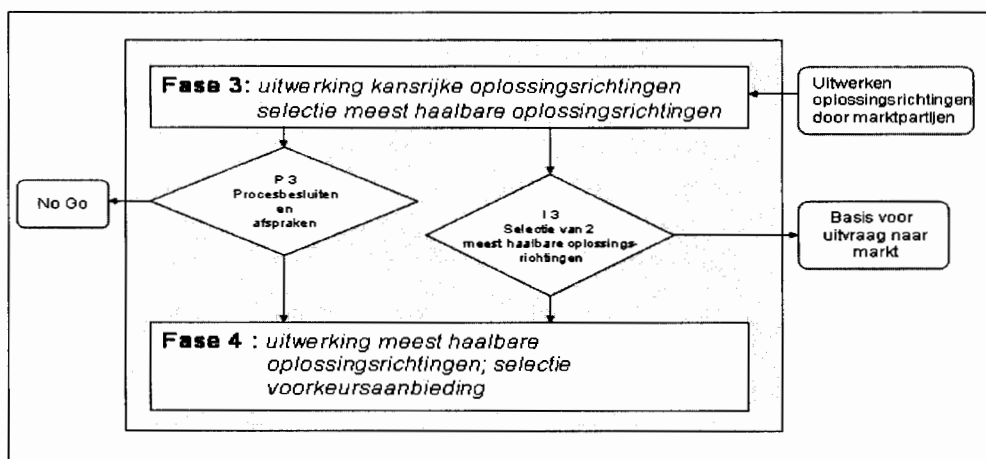 Fase 3: uitwerking kansrijke oplossingsrichtingen
selectie meest haalbare oplossingsrichtingen
Uitwerken
oplossingsrichtingen
door marktpartijen
P 3
Procesbesluiten
en
afspraken
No Go
I 3
Selectie van 2
meest haalbare oplossings-
richtingen
Basis voor
uitvraag naar
markt
Fase 4 : uitwerking meest haalbare
oplossingsrichtingen; selectie
voorkeursaanbieding